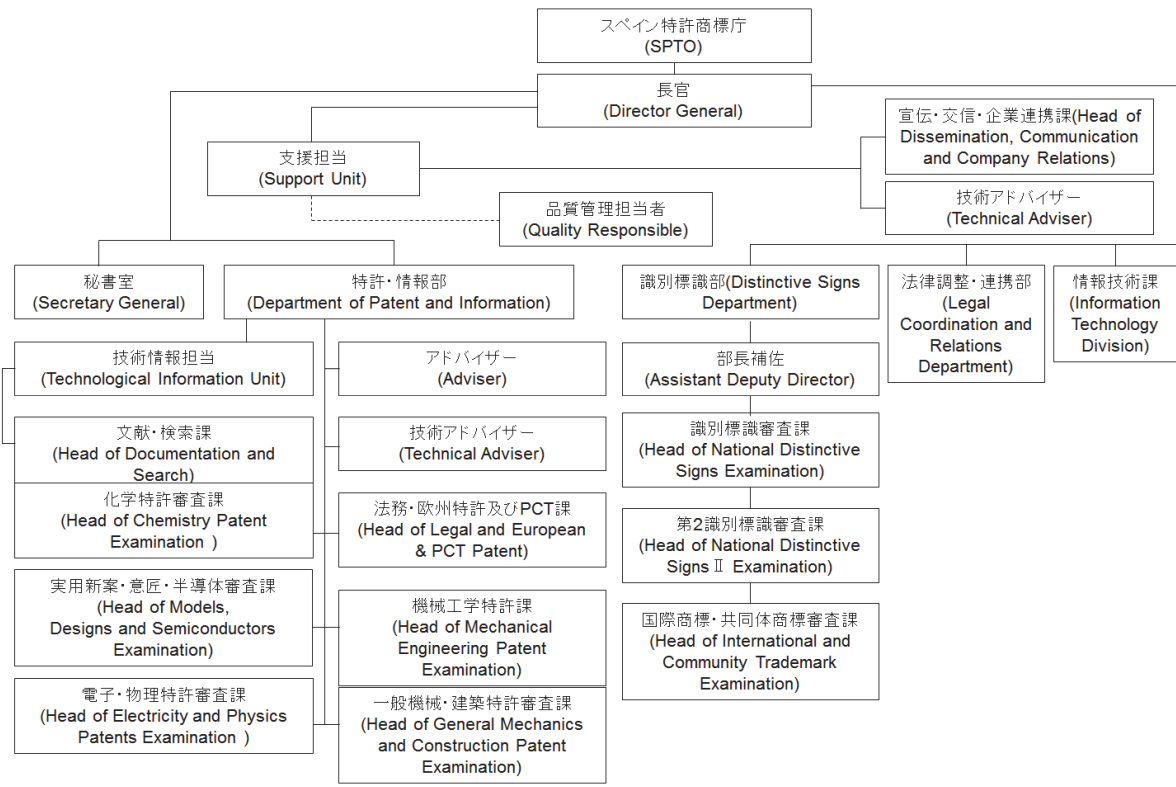 スペイン特許商標庁
(SPTO)
長官
(Director General)
宣伝・交信・企業連携課(Head of
Dissemination, Communication
and Company Relations)
支援担当
(Support Unit)
技術アドバイザー
(Technical Adviser)
品質管理担当者
(Quality Responsible)
秘書室
(Secretary General)
特許・情報部
(Department of Patent and Information)
識別標識部(Distinctive Signs
Department)
法律調整・連携部
(Legal
Coordination and
Relations
Department)
情報技術課
(Information
Technology
Division)
技術情報担当
(Technological Information Unit)
アドバイザー
(Adviser)
部長補佐
(Assistant Deputy Director)
文献・検索課
(Head of Documentation and
Search)
技術アドバイザー
(Technical Adviser)
識別標識審査課
(Head of National Distinctive
Signs Examination)
化学特許審査課
(Head of Chemistry Patent
Examination )
法務・欧州特許及びPCT課
(Head of Legal and European
& PCT Patent)
第2識別標識審査課
(Head of National Distinctive
SignsⅡ Examination)
実用新案・意匠・半導体審査課
(Head of Models,
Designs and Semiconductors
Examination)
機械工学特許課
(Head of Mechanical
Engineering Patent
Examination)
国際商標・共同体商標審査課
(Head of International and
Community Trademark
Examination)
電子・物理特許審査課
(Head of Electricity and Physics
Patents Examination )
一般機械・建築特許審査課
(Head of General Mechanics
and Construction Patent
Examination)